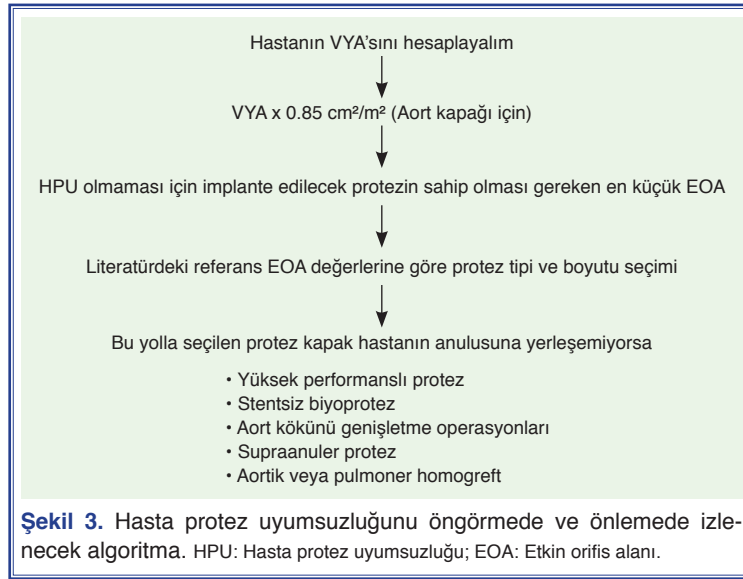 Hastanın VYA’sını hesaplayalım
VYA x 0.85 cm²/m² (Aort kapağı için)
HPU olmaması için implante edilecek protezin sahip olması gereken en küçük EOA
Literatürdeki referans EOA değerlerine göre protez tipi ve boyutu seçimi
Bu yolla seçilen protez kapak hastanın anulusuna yerleşemiyorsa
• Yüksek performanslı protez
• Stentsiz biyoprotez
• Aort kökünü genişletme operasyonları
• Supraanuler protez
• Aortik veya pulmoner homogreft
Şekil 3. Hasta protez uyumsuzluğunu öngörmede ve önlemede izle-
necek algoritma. HPU: Hasta protez uyumsuzluğu; EOA: Etkin orifis alanı.